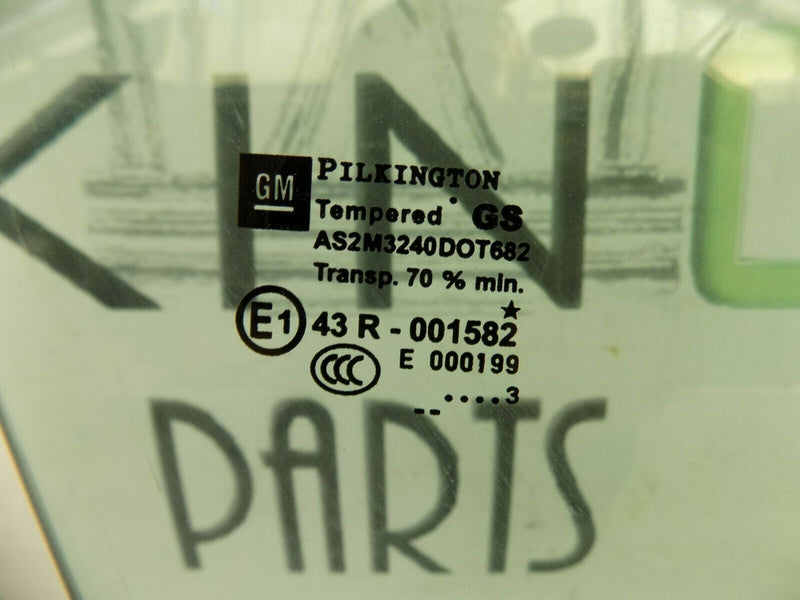 GM
PILKINGTON
Tempered GS
AS2M3240DOT682
Transp. 70 % min.
E1 43 R - 001582
CCC E 000199
....3
PARTS